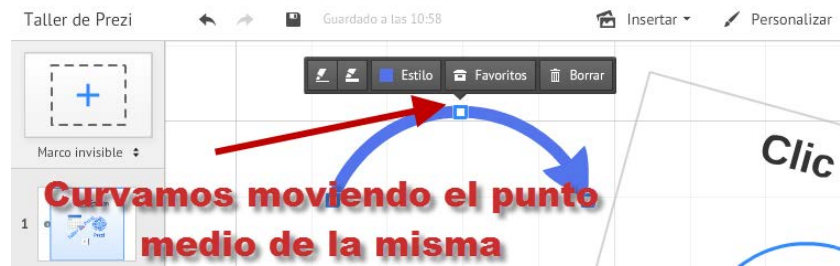 Taller de Prezi
Guardado a las 10:58
Insertar
Personalizar
Estilo
Favoritos
Borrar
Marco invisible
Clic
Curvamos moviendo el punto
medio de la misma
1